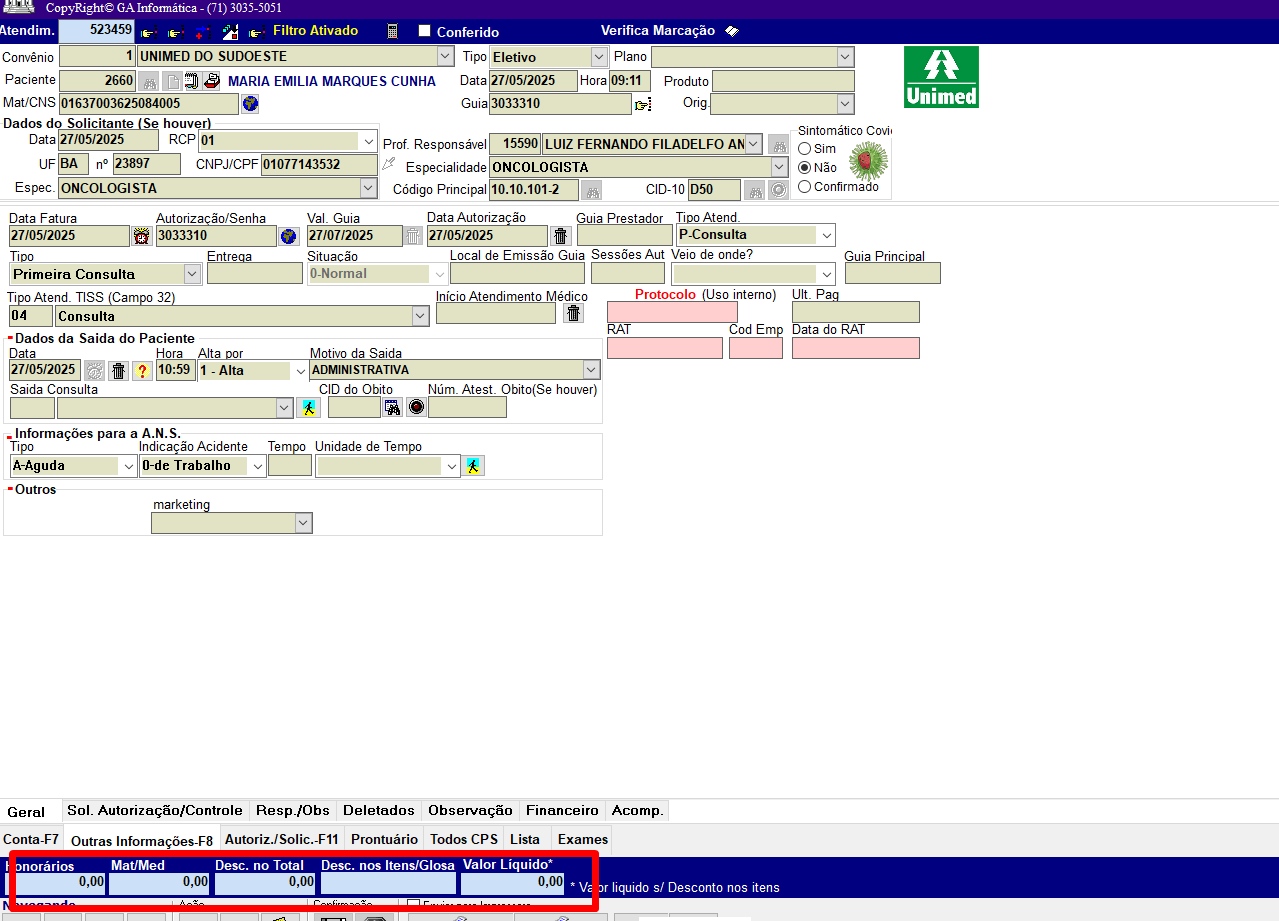 CopyRight© GA Informática - (71) 3035-5051
Atendim. 523459 Filtro Ativado Conferido Verifica Marcação
Convênio 1 UNIMED DO SUDOESTE Tipo Eletivo Plano
Paciente 2660 MARIA EMILIA MARQUES CUNHA Data 27/05/2025 Hora 09:11 Produto
Mat/CNS 01637003625084005 Guia 3033310 Orig.
Unimed
Dados do Solicitante (Se houver)
Data 27/05/2025 RCP 01
UF BA nº 23897 CNPJ/CPF 01077143532
Espec. ONCOLOGISTA
Prof. Responsável 15590 LUIZ FERNANDO FILADELFO AN
Especialidade ONCOLOGISTA
Código Principal 10.10.101-2 CID-10 D50
Sintomático Covi
Sim
Não
Confirmado
Data Fatura Autorização/Senha Val. Guia Data Autorização Guia Prestador Tipo Atend.
27/05/2025 3033310 27/07/2025 27/05/2025 P-Consulta
Tipo Entrega Situação Local de Emissão Guia Sessões Aut Veio de onde? Guia Principal
Primeira Consulta 0-Normal
Tipo Atend. TISS (Campo 32) Início Atendimento Médico Protocolo (Uso interno) Ult. Pag
04 Consulta
RAT Cod Emp Data do RAT
Dados da Saida do Paciente
Data Hora Alta por Motivo da Saida
27/05/2025 10:59 1 - Alta ADMINISTRATIVA
Saida Consulta CID do Obito Núm. Atest. Obito(Se houver)
Informações para a A.N.S.
Tipo Indicação Acidente Tempo Unidade de Tempo
A-Aguda 0-de Trabalho
Outros
marketing
Geral Sol. Autorização/Controle Resp./Obs Deletados Observação Financeiro Acomp.
Conta-F7 Outras Informações-F8 Autoriz./Solic.-F11 Prontuário Todos CPS Lista Exames
Honorários Mat/Med Desc. no Total Desc. nos Itens/Glosa Valor Líquido*
0,00 0,00 0,00 0,00 * Valor liquido s/ Desconto nos itens